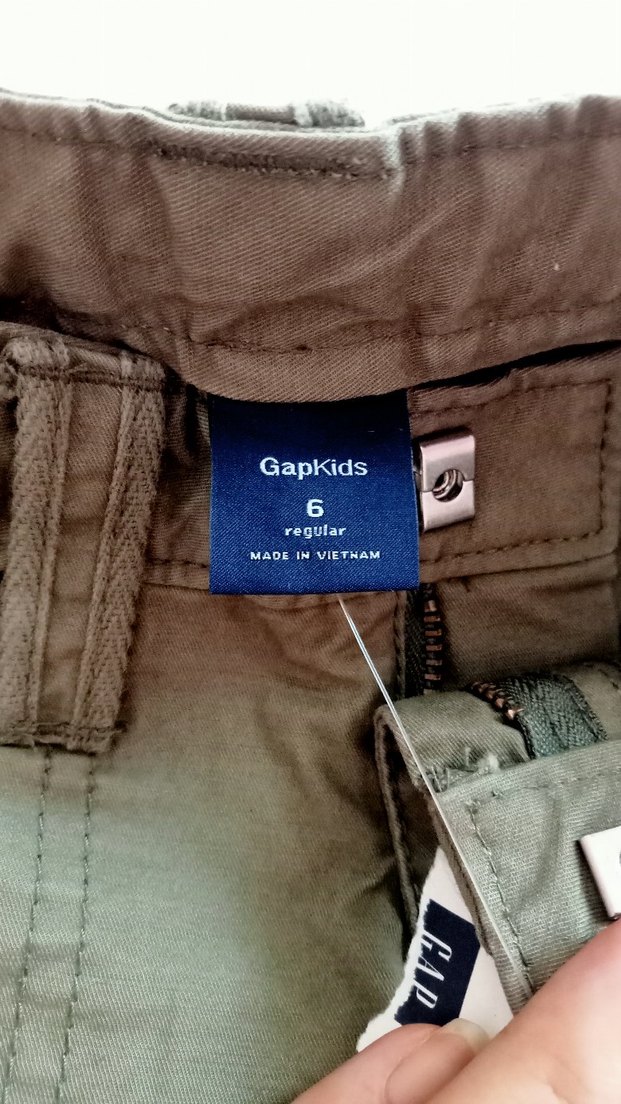 GapKids
6
regular
MADE IN VIETNAM
GAP